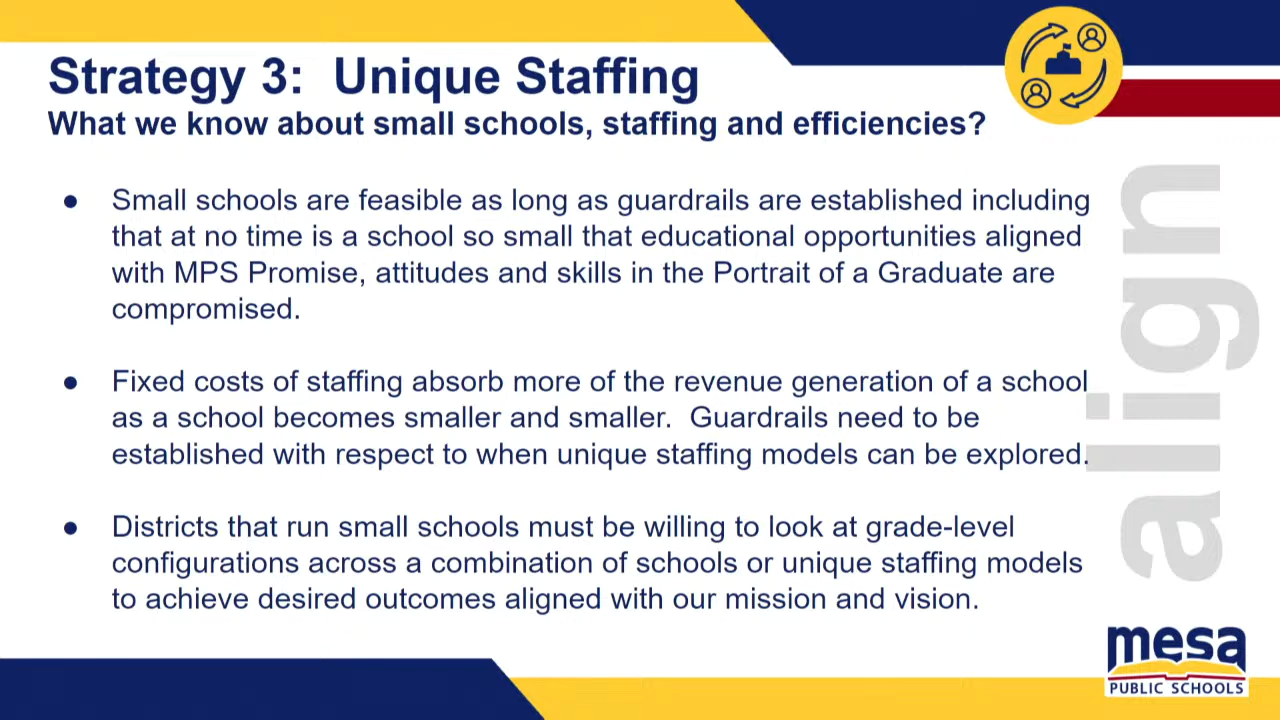 Strategy 3:  Unique Staffing
What we know about small schools, staffing and efficiencies?
● Small schools are feasible as long as guardrails are established including
that at no time is a school so small that educational opportunities aligned
with MPS Promise, attitudes and skills in the Portrait of a Graduate are
compromised.
● Fixed costs of staffing absorb more of the revenue generation of a school
as a school becomes smaller and smaller.  Guardrails need to be
established with respect to when unique staffing models can be explored.
● Districts that run small schools must be willing to look at grade-level
configurations across a combination of schools or unique staffing models
to achieve desired outcomes aligned with our mission and vision.
align
mesa
PUBLIC SCHOOLS